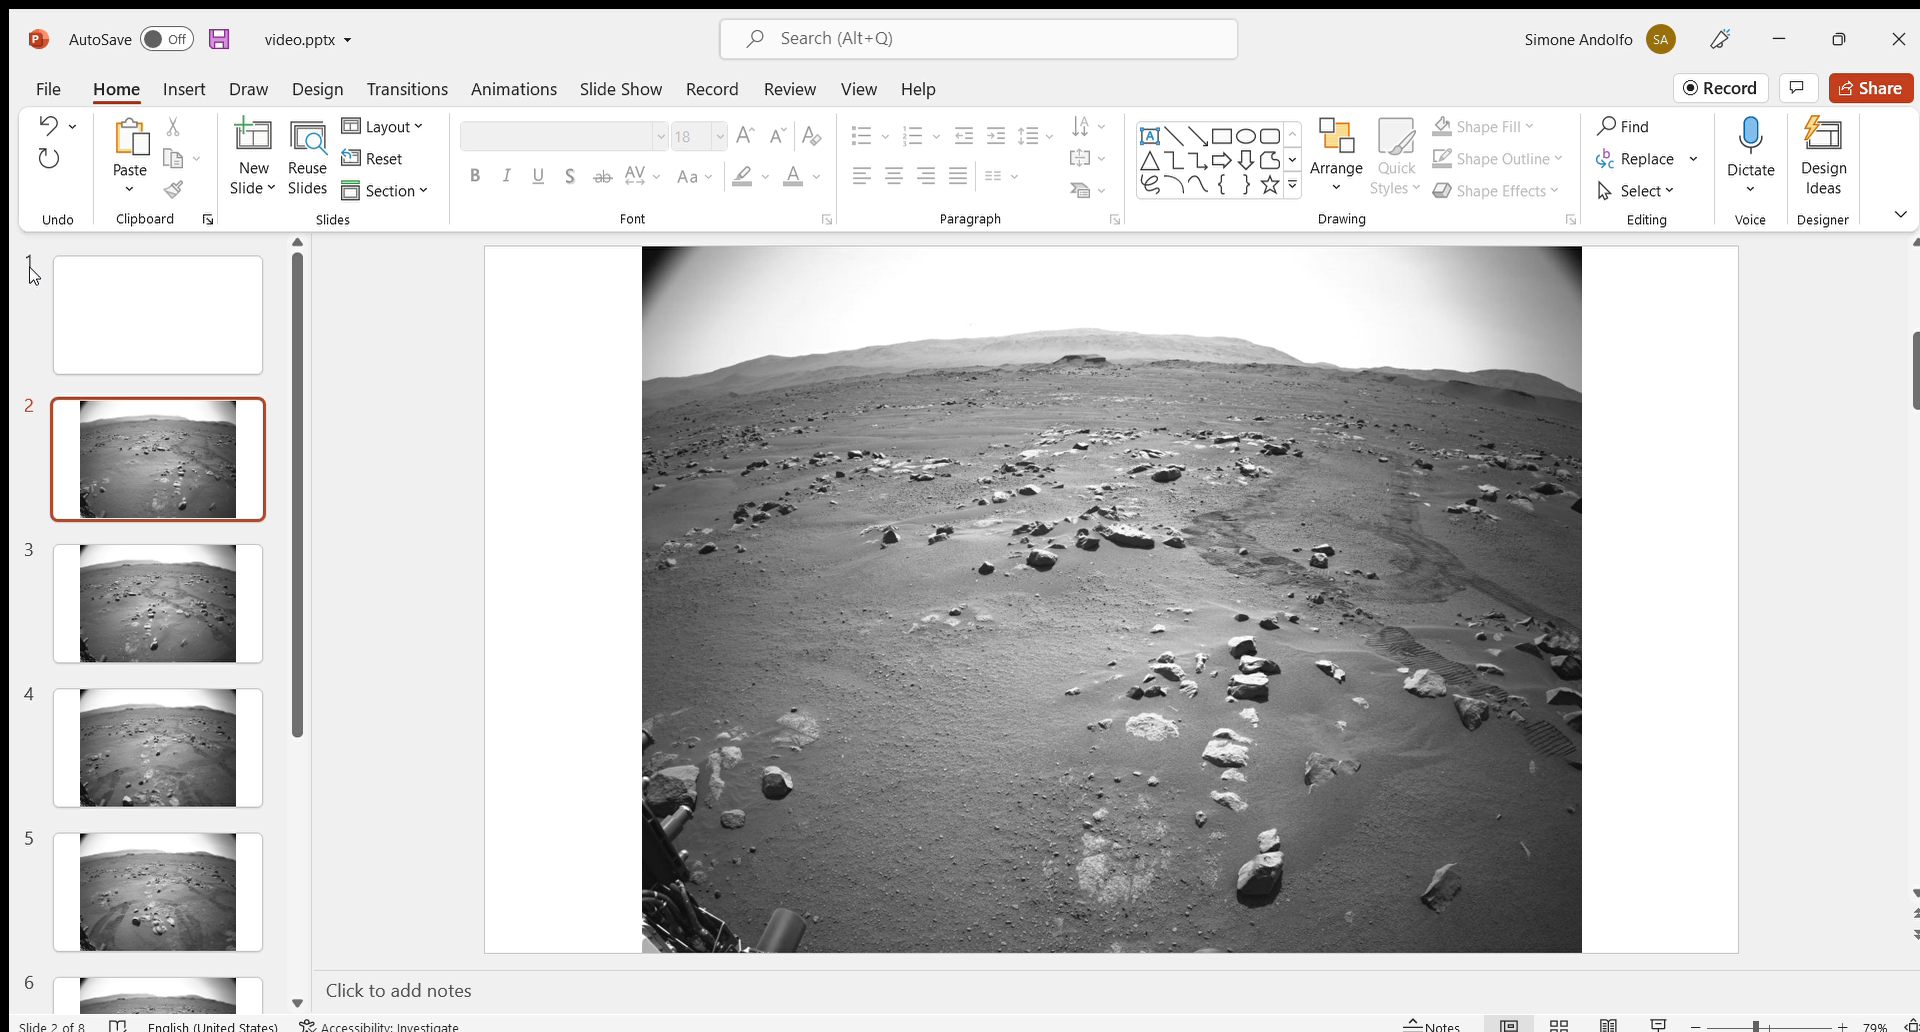 AutoSave Off video.pptx Search (Alt+Q) Simone Andolfo SA
File Home Insert Draw Design Transitions Animations Slide Show Record Review View Help Record Share
Paste
New Slide
Reuse Slides
Layout
Reset
Section
18
B I U S ab AV Aa A
Arrange
Quick Styles
Shape Fill
Shape Outline
Shape Effects
Find
Replace
Select
Dictate
Design Ideas
Undo Clipboard Slides Font Paragraph Drawing Editing Voice Designer
1
2
3
4
5
6
Click to add notes
Slide 2 of 8 English (United States) Accessibility: Investigate Notes 79%